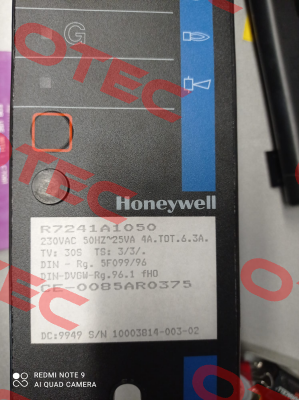 OTEC
G
Honeywell
R7241A1050
230VAC 50HZ~25VA 4A.TDT.6.3A.
TV: 30S TS: 3/3/.
DIN - Rg. 5F099/96
DIN-DVGW-Rg.96.1 fHO
CE-0085AR0375
DC:9949 S/N 10003814-003-02
REDMI NOTE 9
AI QUAD CAMERA